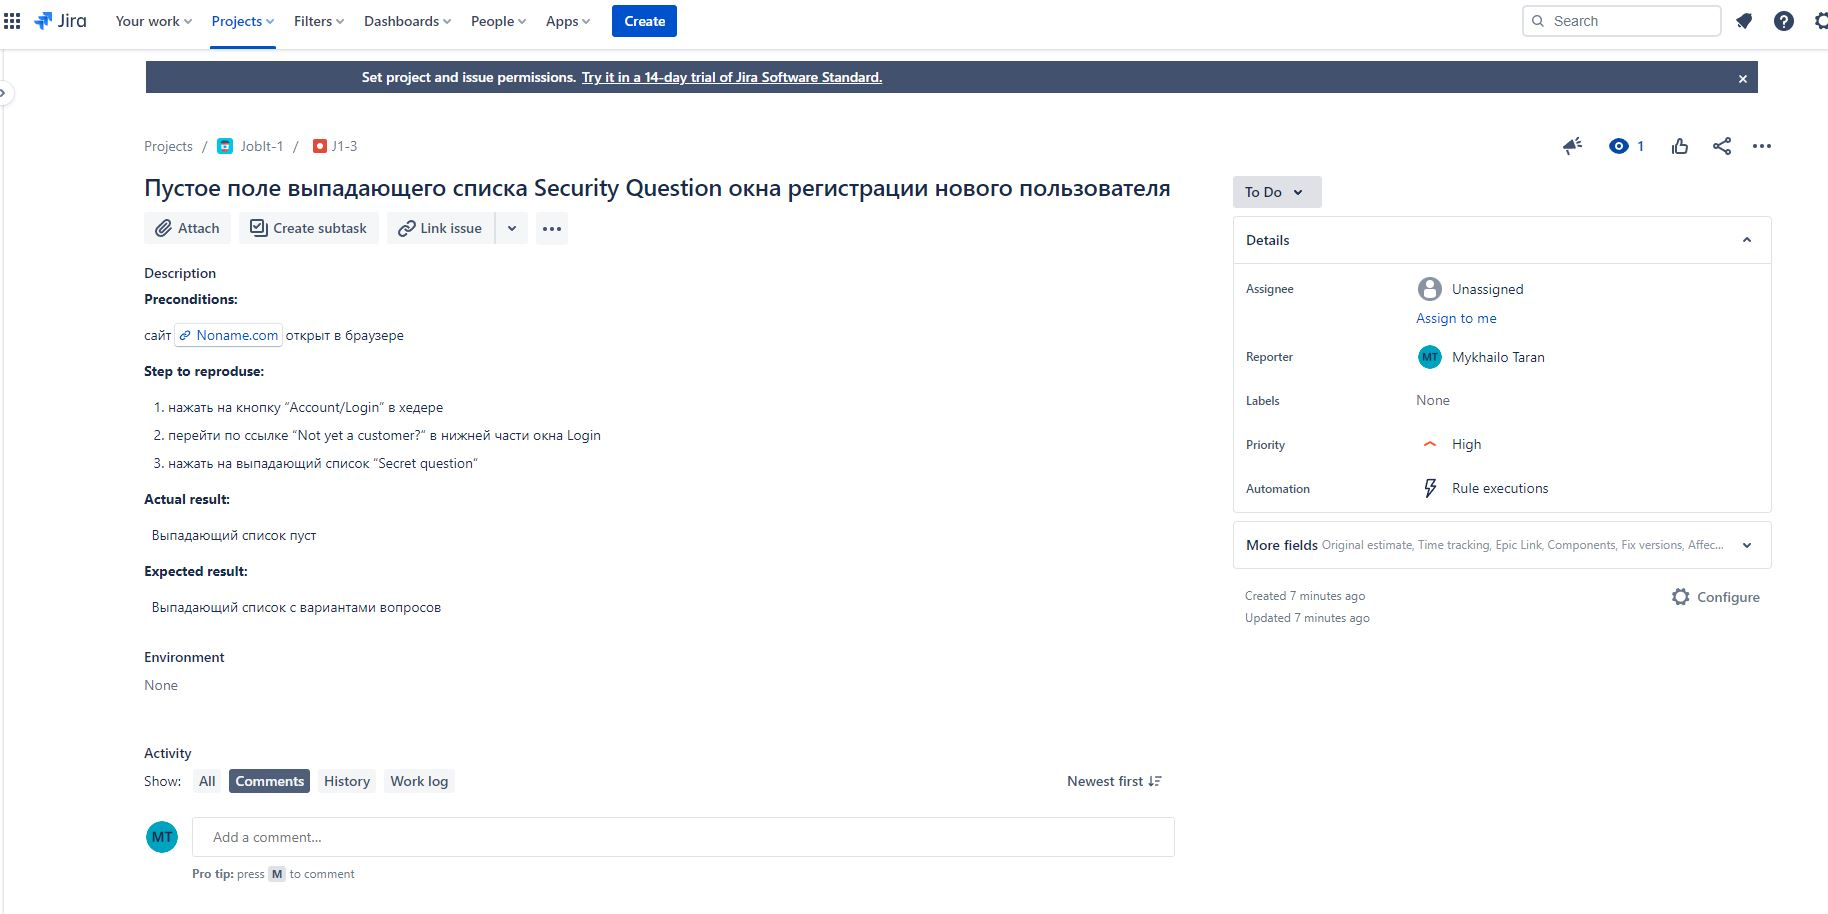 Jira Your work Projects Filters Dashboards People Apps Create Search
Set project and issue permissions. Try it in a 14-day trial of Jira Software Standard.
Projects / JobIt-1 / J1-3
1
Пустое поле выпадающего списка Security Question окна регистрации нового пользователя
To Do
Attach Create subtask Link issue
Description
Preconditions:
сайт Noname.com открыт в браузере
Step to reproduse:
1. нажать на кнопку “Account/Login” в хедере
2. перейти по ссылке “Not yet a customer?” в нижней части окна Login
3. нажать на выпадающий список “Secret question”
Actual result:
Выпадающий список пуст
Expected result:
Выпадающий список с вариантами вопросов
Environment
None
Details
Assignee Unassigned
Assign to me
Reporter MT Mykhailo Taran
Labels None
Priority High
Automation Rule executions
More fields Original estimate, Time tracking, Epic Link, Components, Fix versions, Affec...
Created 7 minutes ago Configure
Updated 7 minutes ago
Activity
Show: All Comments History Work log Newest first
MT Add a comment...
Pro tip: press M to comment